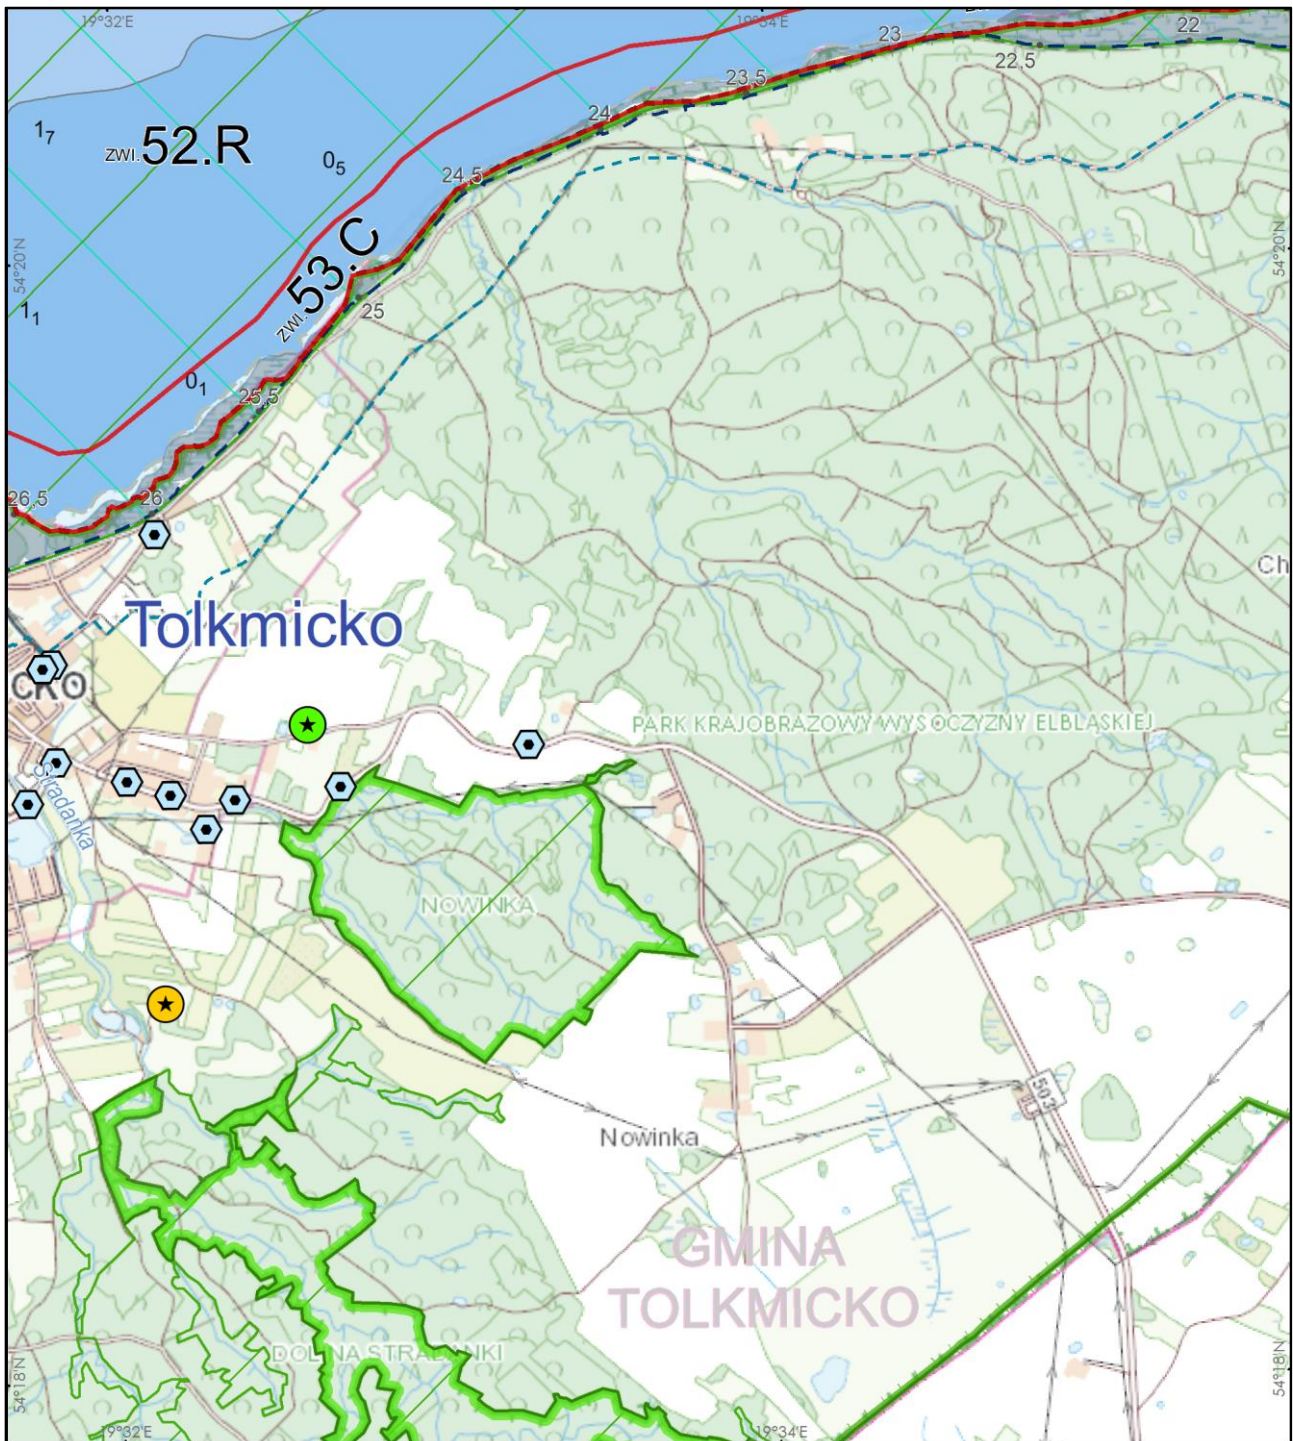 19°32'E
19°34'E
22
23
22,5
23,5
24
1₇
ZWI.52.R
0₅
24,5
54°20'N
54°20'N
ZWI.53.C
25
1₁
0₁
25,5
26,5
26
Ch
Tolkmicko
CKO
PARK KRAJOBRAZOWY WYSOCZYZNY ELBLĄSKIEJ
Stradanka
NOWINKA
503
Nowinka
GMINA
TOLKMICKO
DOLINA STRADANKI
54°18'N
54°18'N
19°32'E
19°34'E